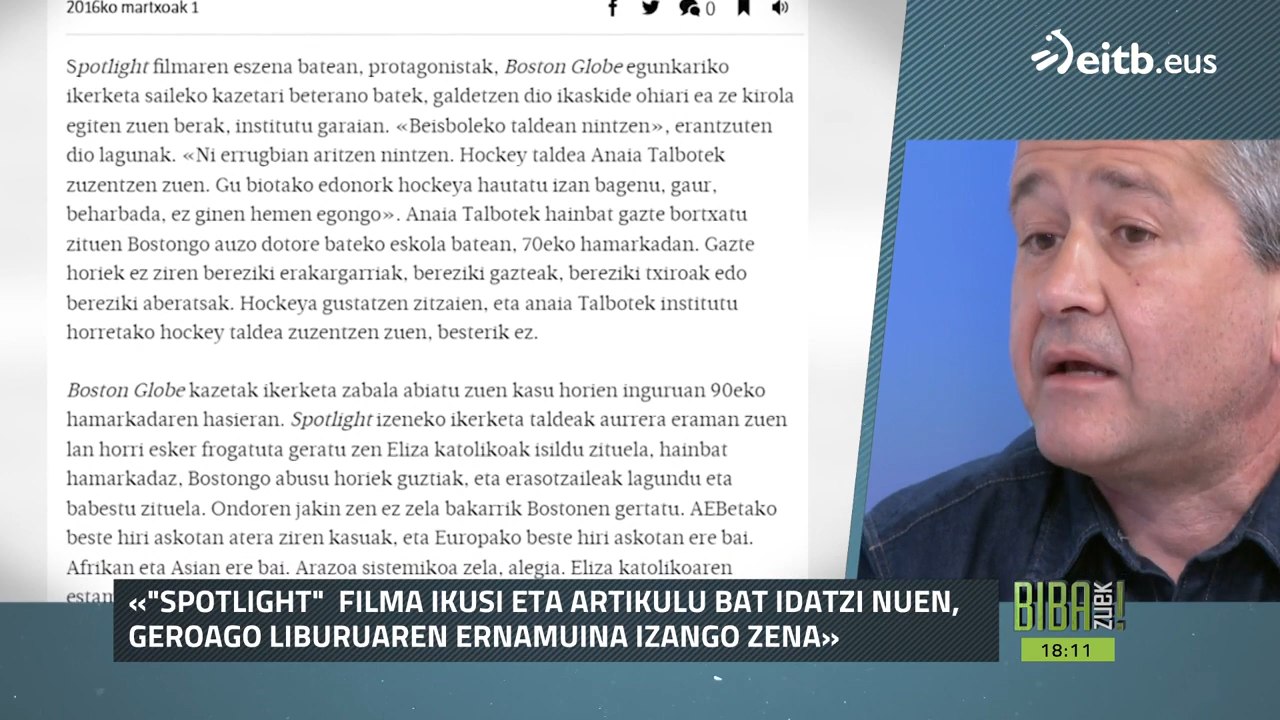 2016ko martxoak 1
0
eitb.eus
Spotlight filmaren eszena batean, protagonistak, Boston Globe egunkariko
ikerketa saileko kazetari beterano batek, galdetzen dio ikaskide ohiari ea ze kirola
egiten zuen berak, institutu garaian. «Beisboleko taldean nintzen», erantzuten
dio lagunak. «Ni errugbian aritzen nintzen. Hockey taldea Anaia Talbotek
zuzentzen zuen. Gu biotako edonork hockeya hautatu izan bagenu, gaur,
beharbada, ez ginen hemen egongo». Anaia Talbotek hainbat gazte bortxatu
zituen Bostongo auzo dotore bateko eskola batean, 70eko hamarkadan. Gazte
horiek ez ziren bereziki erakargarriak, bereziki gazteak, bereziki txiroak edo
bereziki aberatsak. Hockeya gustatzen zitzaien, eta anaia Talbotek institutu
horretako hockey taldea zuzentzen zuen, besterik ez.
Boston Globe kazetak ikerketa zabala abiatu zuen kasu horien inguruan 90eko
hamarkadaren hasieran. Spotlight izeneko ikerketa taldeak aurrera eraman zuen
lan horri esker frogatuta geratu zen Eliza katolikoak isildu zituela, hainbat
hamarkadaz, Bostongo abusu horiek guztiak, eta erasotzaileak lagundu eta
babestu zituela. Ondoren jakin zen ez zela bakarrik Bostonen gertatu. AEBetako
beste hiri askotan atera ziren kasuak, eta Europako beste hiri askotan ere bai.
Afrikan eta Asian ere bai. Arazoa sistemikoa zela, alegia. Eliza katolikoaren
«"SPOTLIGHT" FILMA IKUSI ETA ARTIKULU BAT IDATZI NUEN,
GEROAGO LIBURUAREN ERNAMUINA IZANGO ZENA»
BIBA ZUEK!
18:11